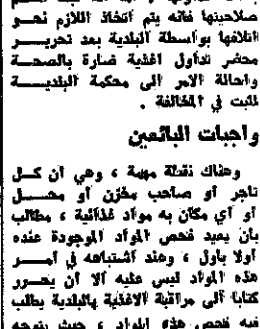 صلاحيتها فانه يتم اتخاذ اللازم نحو
اتلافها بواسطة البلدية بعد تحرير
محضر تداول اغذية ضارة بالصحة
واحالة الامر الى محكمة البلدية
للبت في المخالفة .
واجبات البائعين
وهناك نقطة مهمة ، وهي ان كل
تاجر او صاحب مخزن او محل
او أي مكان به مواد غذائية ، مطالب
بان يعيد فحص المواد الموجودة عنده
اولا باول ، وعند اشتباهه في امر
هذه المواد ليس عليه الا ان يحرر
كتابا الى مراقبة الاغذية بالبلدية يطلب
فيه فحص هذه المواد ، حيث يتوجه